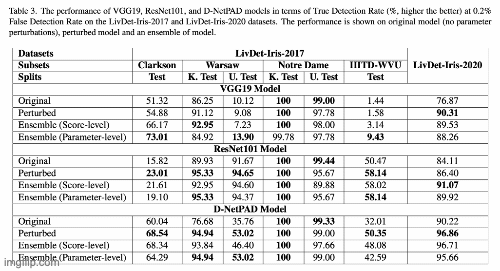 Table 3. The performance of VGG19, ResNet101, and D-NetPAD models in terms of True Detection Rate (%, higher the better) at 0.2%
False Detection Rate on the LivDet-Iris-2017 and LivDet-Iris-2020 datasets. The performance is shown on original model (no parameter
perturbations), perturbed model and an ensemble of model.
Datasets LivDet-Iris-2017 LivDet-Iris-2020
Subsets Clarkson Warsaw Notre Dame IIITD-WVU
Splits Test K. Test U. Test K. Test U. Test Test
VGG19 Model
Original 51.32 86.25 10.12 100 99.00 1.44 76.87
Perturbed 54.88 91.12 9.08 100 97.78 1.58 90.31
Ensemble (Score-level) 66.17 92.95 7.23 100 98.00 3.14 89.53
Ensemble (Parameter-level) 73.01 84.92 13.90 99.78 97.78 9.43 88.26
ResNet101 Model
Original 15.82 89.93 91.67 100 99.44 50.47 84.11
Perturbed 23.01 95.33 94.65 100 95.67 58.14 86.40
Ensemble (Score-level) 21.61 92.95 94.60 100 89.88 58.02 91.07
Ensemble (Parameter-level) 19.10 95.33 94.37 100 95.67 58.14 89.92
D-NetPAD Model
Original 60.04 76.68 35.76 100 99.33 32.01 90.22
Perturbed 68.54 94.94 53.02 100 99.00 50.35 96.86
Ensemble (Score-level) 68.34 93.84 46.40 100 97.66 48.08 96.71
Ensemble (Parameter-level) 64.29 94.94 53.02 100 99.00 42.59 95.66
imgflip.com